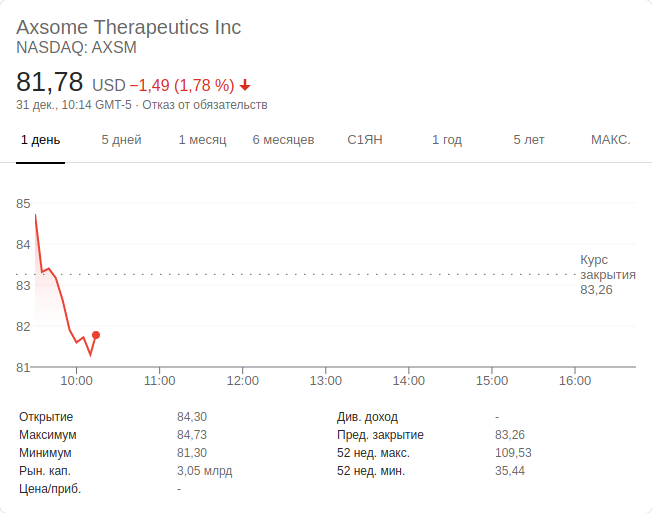 Axsome Therapeutics Inc
NASDAQ: AXSM
81,78 USD −1,49 (1,78 %)
31 дек., 10:14 GMT-5 · Отказ от обязательств
1 день 5 дней 1 месяц 6 месяцев С1ЯН 1 год 5 лет МАКС.
85
84
Курс
закрытия
83,26
83
82
81
10:00 11:00 12:00 13:00 14:00 15:00 16:00
Открытие 84,30 Див. доход -
Максимум 84,73 Пред. закрытие 83,26
Минимум 81,30 52 нед. макс. 109,53
Рын. кап. 3,05 млрд 52 нед. мин. 35,44
Цена/приб. -